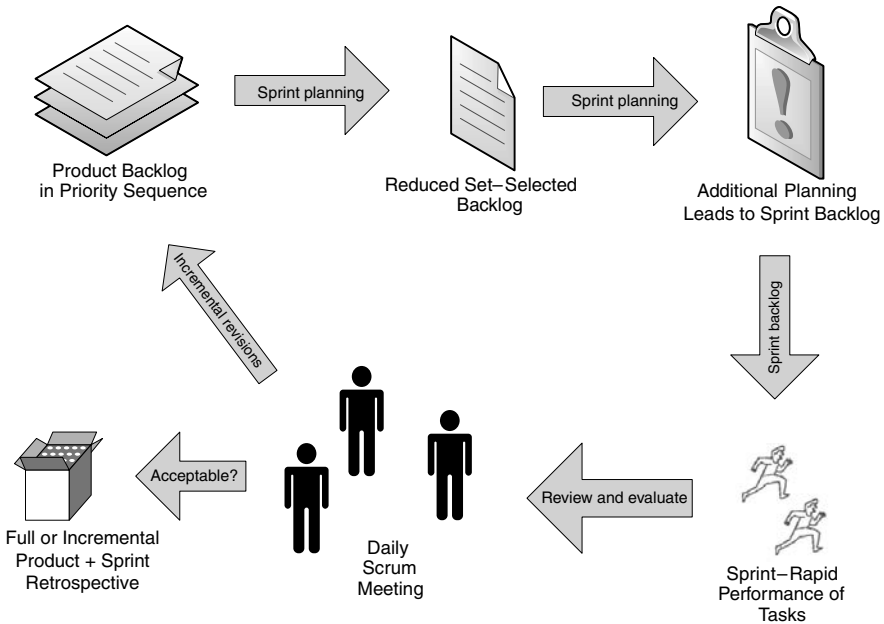 Sprint planning
Sprint planning
Product Backlog
in Priority Sequence
Reduced Set–Selected
Backlog
Additional Planning
Leads to Sprint Backlog
Incremental revisions
Sprint backlog
Acceptable?
Review and evaluate
Full or Incremental
Product + Sprint
Retrospective
Daily
Scrum
Meeting
Sprint–Rapid
Performance of
Tasks